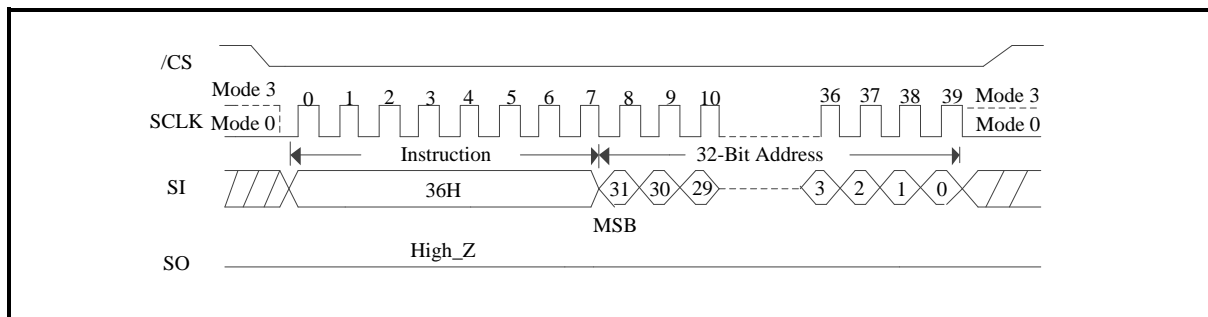 /CS
Mode 3
0 1 2 3 4 5 6 7 8 9 10 36 37 38 39 Mode 3
SCLK Mode 0 Mode 0
Instruction 32-Bit Address
SI 36H 31 30 29 3 2 1 0
MSB
High_Z
SO